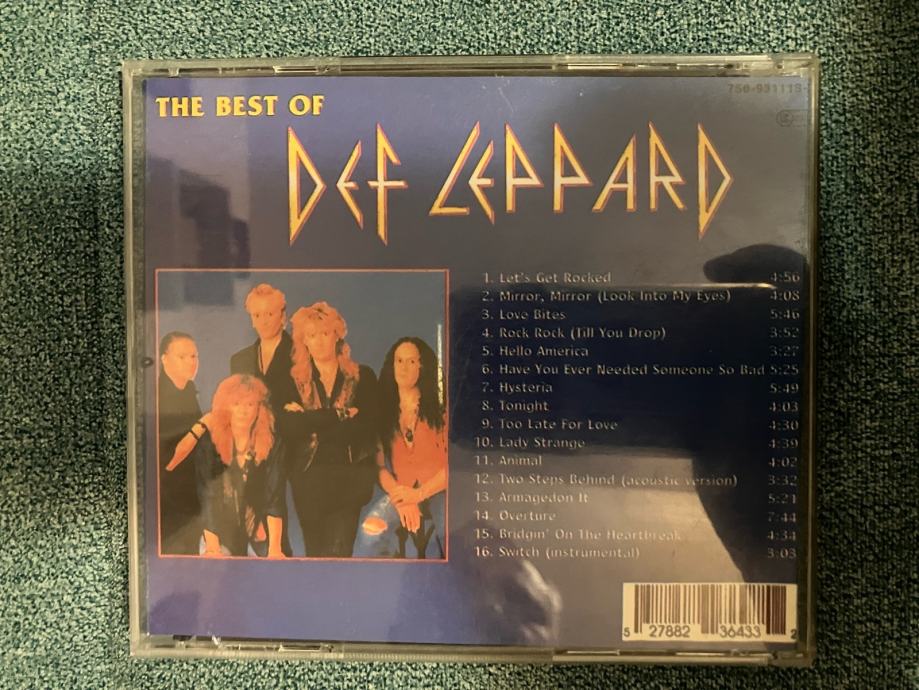 750-931113-
THE BEST OF
DEF LEPPARD
1. Let's Get Rocked 4:56
2. Mirror, Mirror (Look Into My Eyes) 4:08
3. Love Bites 5:46
4. Rock Rock (Till You Drop) 3:52
5. Hello America 3:27
6. Have You Ever Needed Someone So Bad 5:25
7. Hysteria 5:49
8. Tonight 4:03
9. Too Late For Love 4:30
10. Lady Strange 4:39
11. Animal 4:02
12. Two Steps Behind (acoustic version) 3:32
13. Armagedon It 5:21
14. Overture 7:44
15. Bridgin' On The Heartbreak 4:34
16. Switch (instrumental) 3:03
5 27882 36433 2